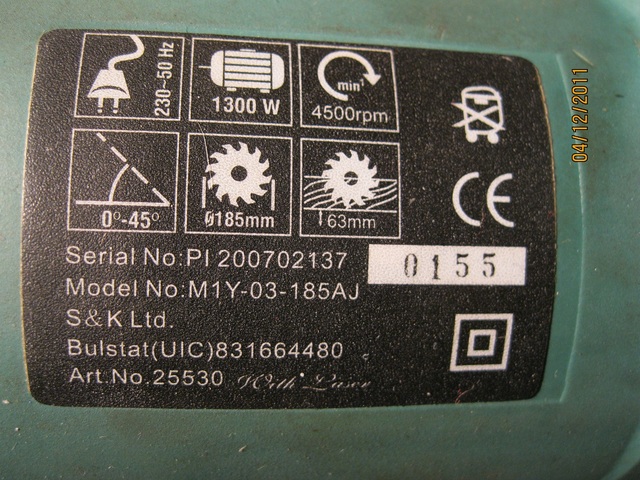 230~50 Hz
1300 W
min⁻¹
4500rpm
0°-45°
ø185mm
63mm
CE
Serial No:PI 200702137
0155
Model No:M1Y-03-185AJ
S&K Ltd.
Bulstat(UIC)831664480
Art.No.25530 With Laser
04/12/2011